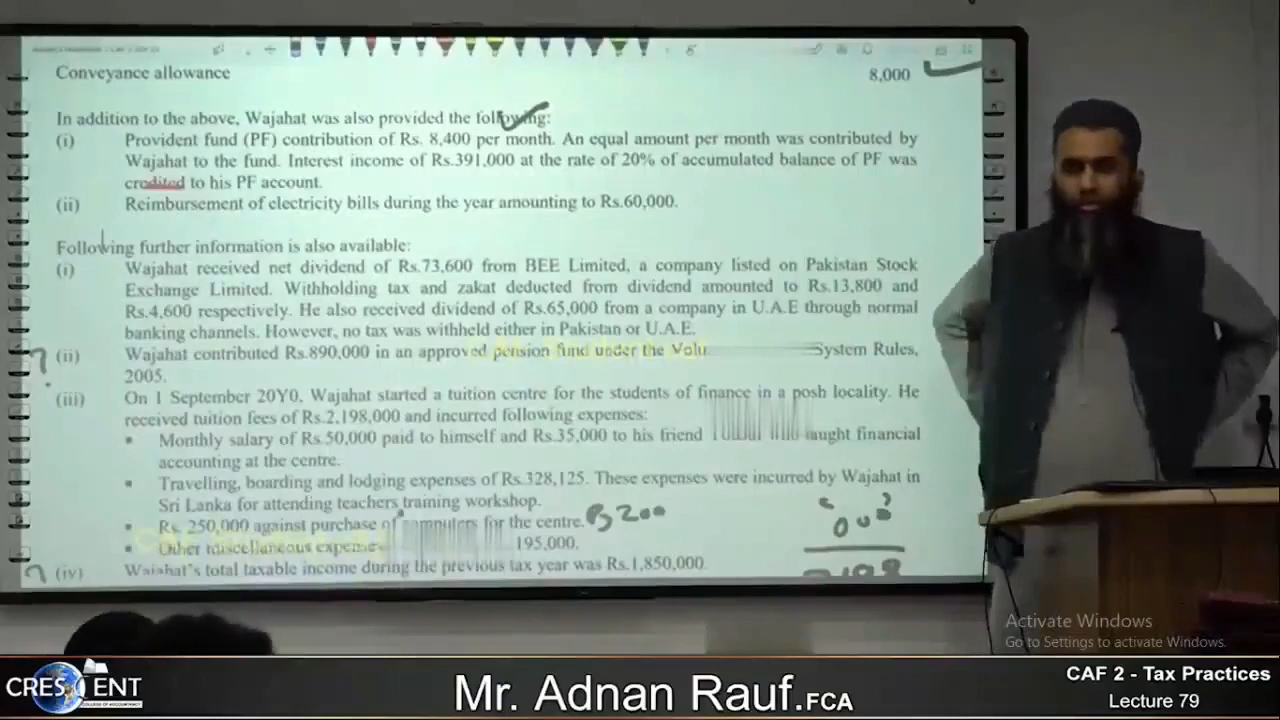 Conveyance allowance 8,000
In addition to the above, Wajahat was also provided the following:
(i) Provident fund (PF) contribution of Rs. 8,400 per month. An equal amount per month was contributed by
Wajahat to the fund. Interest income of Rs.391,000 at the rate of 20% of accumulated balance of PF was
credited to his PF account.
(ii) Reimbursement of electricity bills during the year amounting to Rs.60,000.
Following further information is also available:
(i) Wajahat received net dividend of Rs.73,600 from BEE Limited, a company listed on Pakistan Stock
Exchange Limited. Withholding tax and zakat deducted from dividend amounted to Rs.13,800 and
Rs.4,600 respectively. He also received dividend of Rs.65,000 from a company in U.A.E through normal
banking channels. However, no tax was withheld either in Pakistan or U.A.E.
(ii) Wajahat contributed Rs.890,000 in an approved pension fund under the System Rules,
2005.
(iii) On 1 September 20Y0, Wajahat started a tuition centre for the students of finance in a posh locality. He
received tuition fees of Rs.2,198,000 and incurred following expenses:
▪ Monthly salary of Rs.50,000 paid to himself and Rs.35,000 to his friend taught financial
accounting at the centre.
▪ Travelling, boarding and lodging expenses of Rs.328,125. These expenses were incurred by Wajahat in
Sri Lanka for attending teachers training workshop.
▪ Rs. 250,000 against purchase of computers for the centre.
▪ Other miscellaneous expenses 195,000.
(iv) Wajahat's total taxable income during the previous tax year was Rs.1,850,000.
Activate Windows
Go to Settings to activate Windows.
CRESCENT
COLLEGE OF ACCOUNTANCY
Mr. Adnan Rauf.FCA
CAF 2 - Tax Practices
Lecture 79